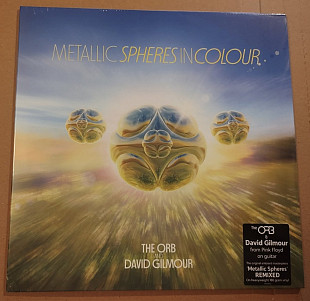 METALLIC SPHERES IN COLOUR
THE ORB
AND
DAVID GILMOUR
THE ORB
&
David Gilmour
from Pink Floyd
on guitar
'Metallic Spheres'
REMIXED